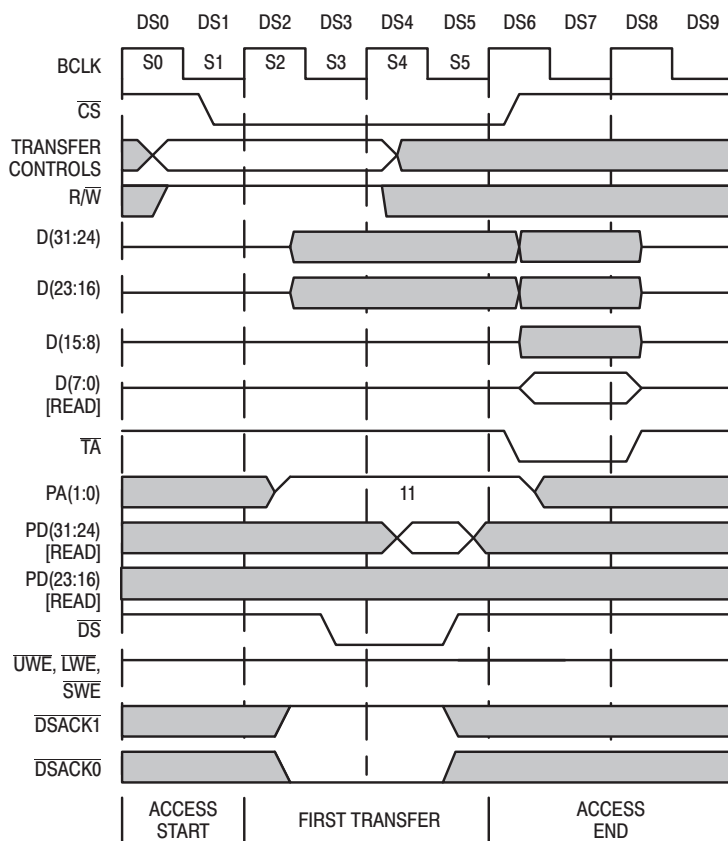 DS0 DS1 DS2 DS3 DS4 DS5 DS6 DS7 DS8 DS9
BCLK S0 S1 S2 S3 S4 S5
CS
TRANSFER
CONTROLS
R/W
D(31:24)
D(23:16)
D(15:8)
D(7:0)
[READ]
TA
PA(1:0) 11
PD(31:24)
[READ]
PD(23:16)
[READ]
DS
UWE, LWE,
SWE
DSACK1
DSACK0
ACCESS
START
FIRST TRANSFER
ACCESS
END